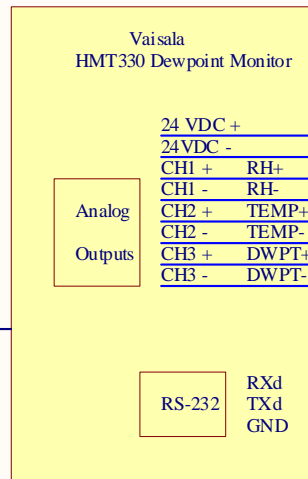 Vaisala
HMT330 Dewpoint Monitor
24 VDC +
24VDC -
CH1 + RH+
CH1 - RH-
Analog CH2 + TEMP+
CH2 - TEMP-
Outputs CH3 + DWPT+
CH3 - DWPT-
RXd
RS-232 TXd
GND